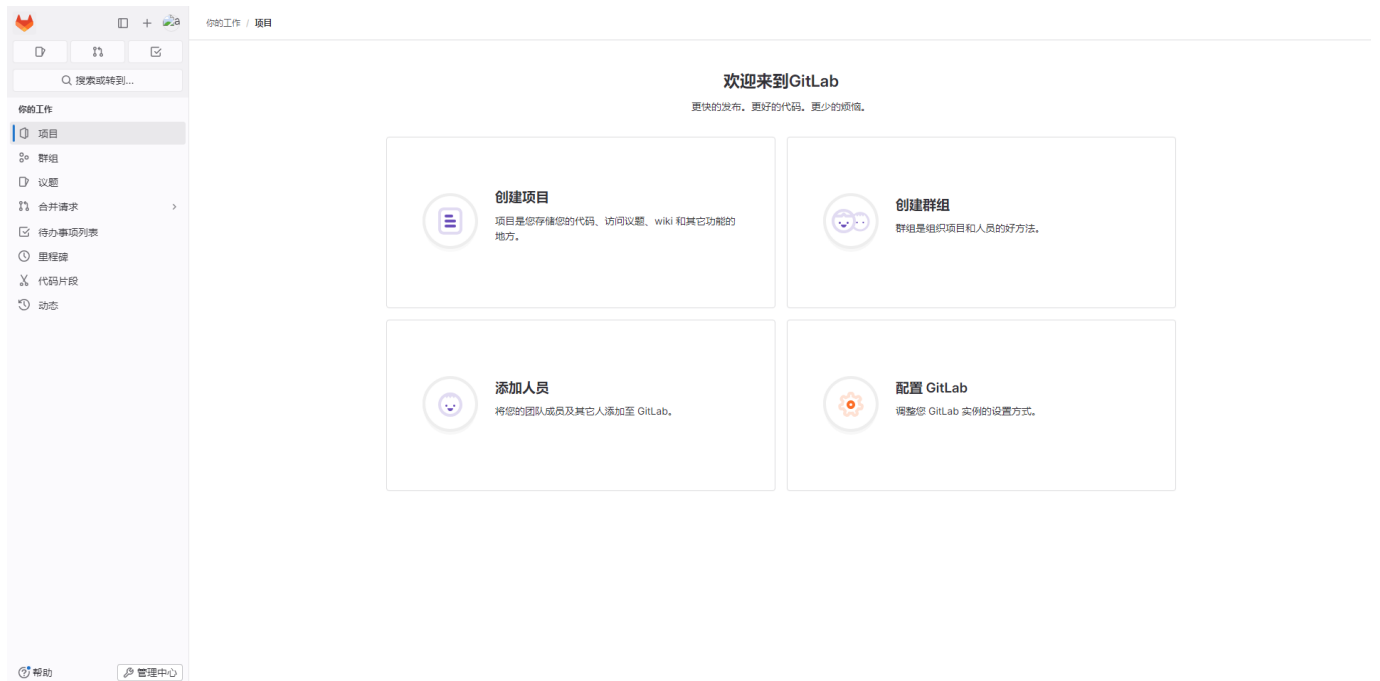 a
你的工作 / 项目
搜索或转到...
你的工作
项目
群组
议题
合并请求
待办事项列表
里程碑
代码片段
动态
帮助
管理中心
欢迎来到GitLab
更快的发布。更好的代码。更少的烦恼。
创建项目
项目是您存储您的代码、访问议题、wiki 和其它功能的
地方。
创建群组
群组是组织项目和人员的好方法。
添加人员
将您的团队成员及其它人添加至 GitLab。
配置 GitLab
调整您 GitLab 实例的设置方式。